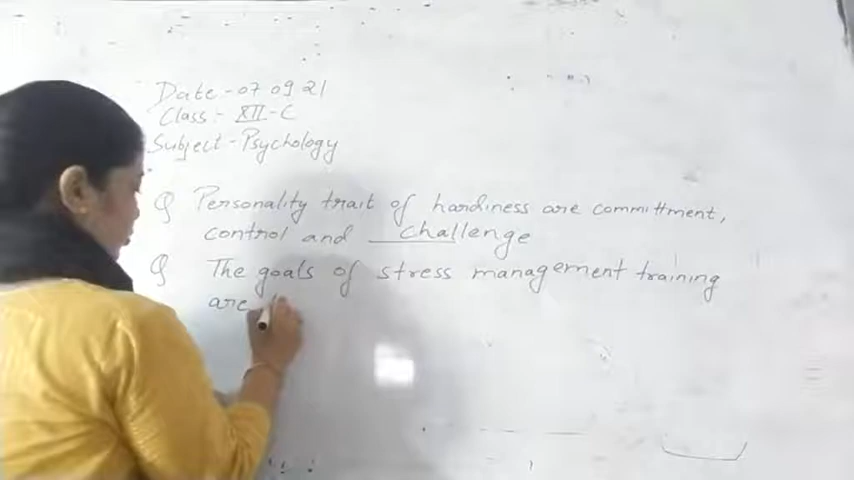 Date - 07 09 21
Class:- XII - C
Subject - Psychology
Q Personality trait of hardiness are committment,
control and challenge
Q The goals of stress management training
are